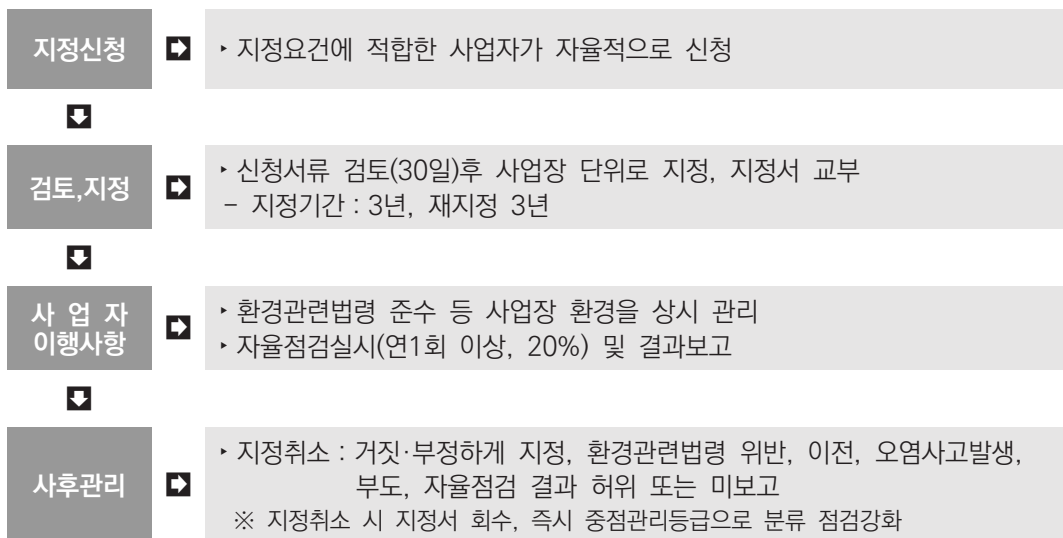 지정신청
‣ 지정요건에 적합한 사업자가 자율적으로 신청
검토,지정
‣ 신청서류 검토(30일)후 사업장 단위로 지정, 지정서 교부
- 지정기간 : 3년, 재지정 3년
사 업 자
이행사항
‣ 환경관련법령 준수 등 사업장 환경을 상시 관리
‣ 자율점검실시(연1회 이상, 20%) 및 결과보고
사후관리
‣ 지정취소 : 거짓·부정하게 지정, 환경관련법령 위반, 이전, 오염사고발생,
부도, 자율점검 결과 허위 또는 미보고
※ 지정취소 시 지정서 회수, 즉시 중점관리등급으로 분류 점검강화